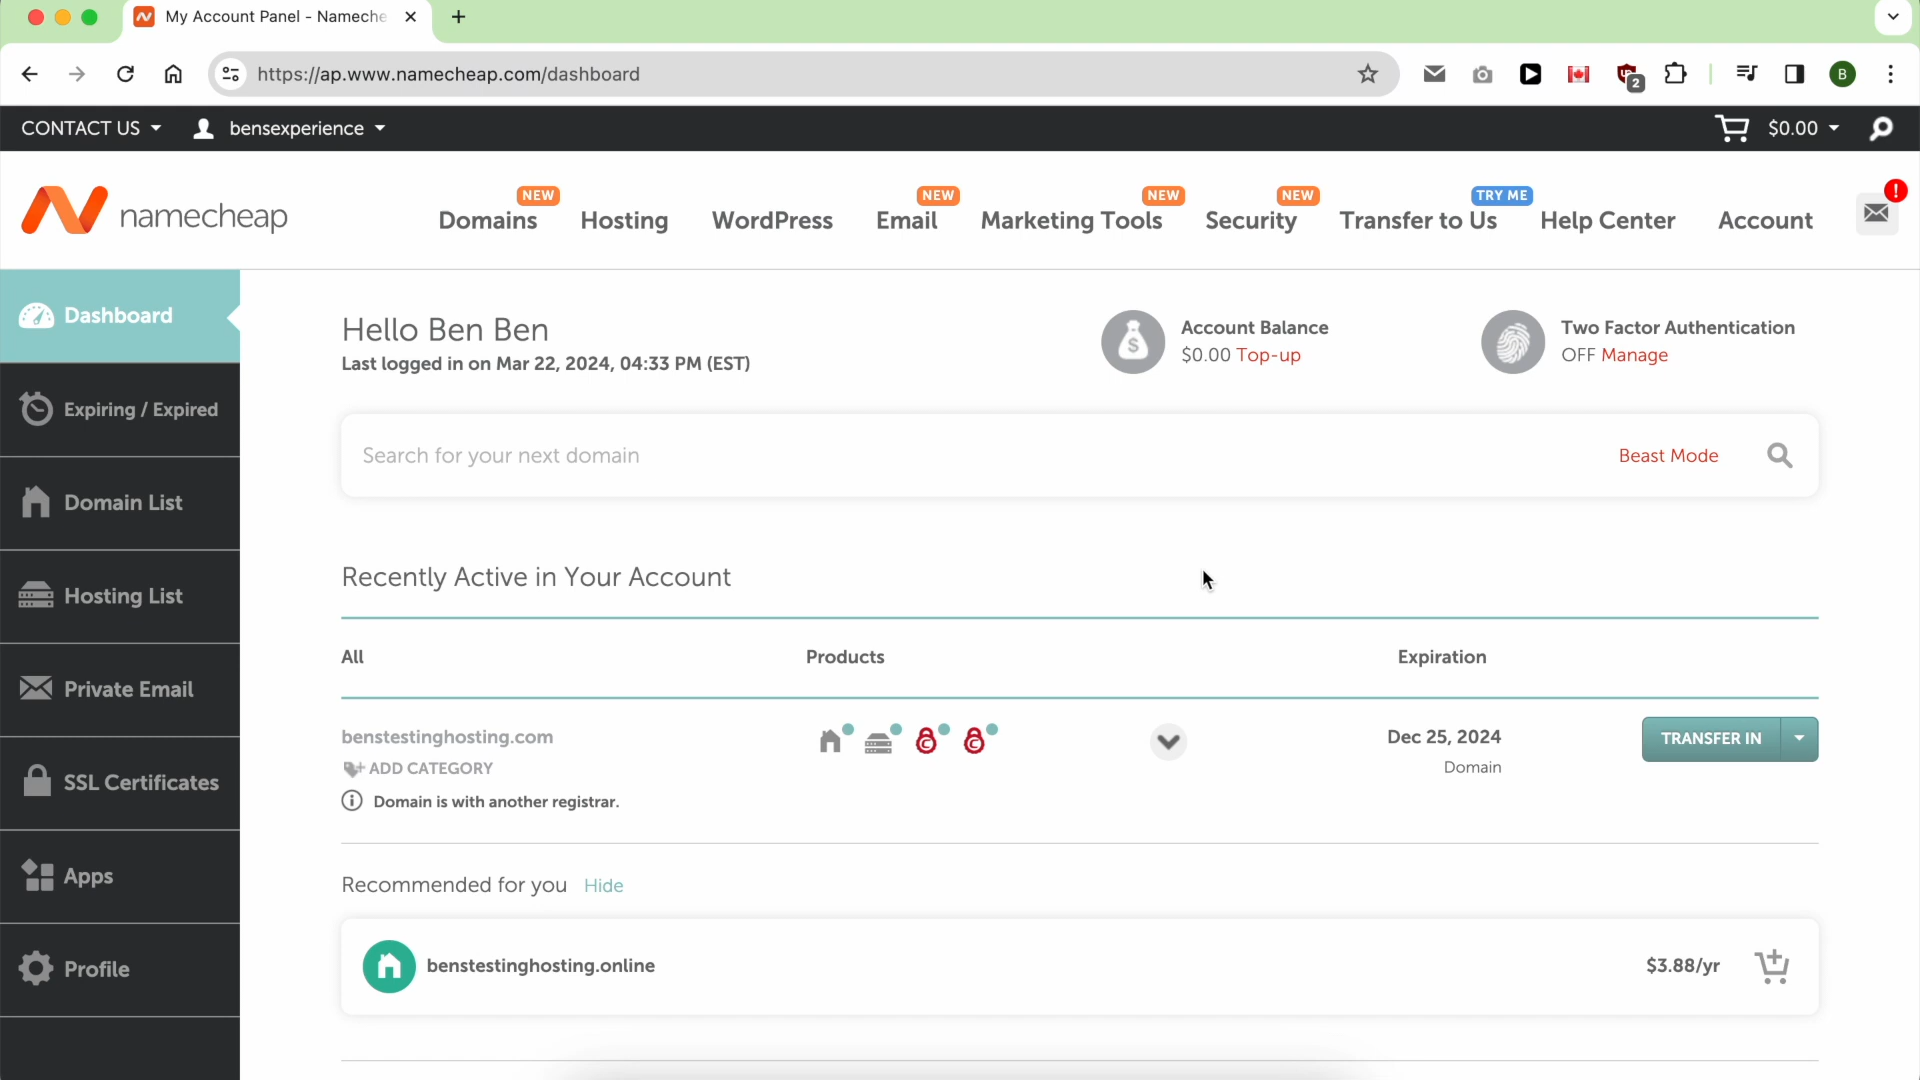 My Account Panel - Nameche
https://ap.www.namecheap.com/dashboard
2
B
CONTACT US
bensexperience
$0.00
namecheap
NEW
Domains
Hosting
WordPress
NEW
Email
NEW
Marketing Tools
NEW
Security
TRY ME
Transfer to Us
Help Center
Account
!
Dashboard
Expiring / Expired
Domain List
Hosting List
Private Email
SSL Certificates
Apps
Profile
Hello Ben Ben
Last logged in on Mar 22, 2024, 04:33 PM (EST)
$
Account Balance
$0.00 Top-up
Two Factor Authentication
OFF Manage
Search for your next domain
Beast Mode
Recently Active in Your Account
All
Products
Expiration
benstestinghosting.com
ADD CATEGORY
Domain is with another registrar.
Dec 25, 2024
Domain
TRANSFER IN
Recommended for you Hide
benstestinghosting.online
$3.88/yr